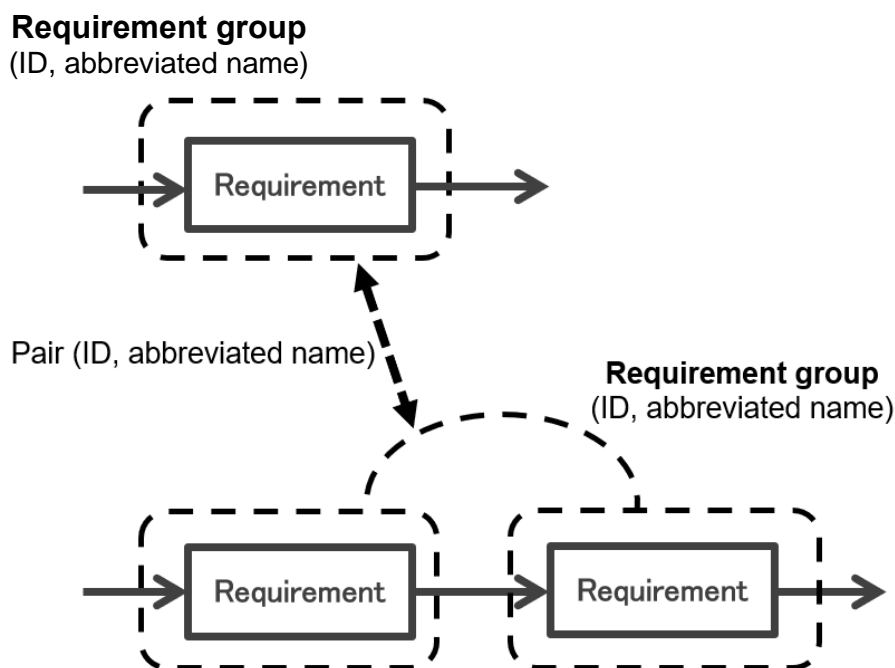 Requirement group
(ID, abbreviated name)
Requirement
Pair (ID, abbreviated name)
Requirement group
(ID, abbreviated name)
Requirement
Requirement